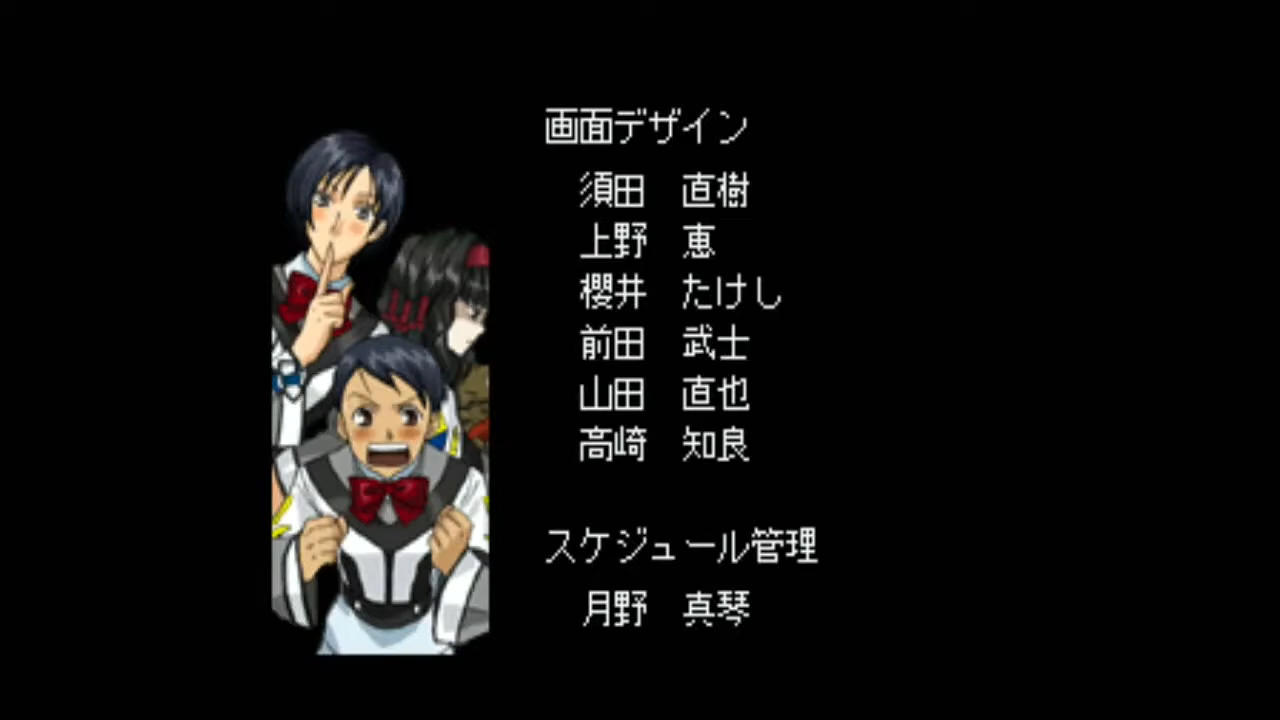 画面デザイン
須田　直樹
上野　恵
櫻井　たけし
前田　武士
山田　直也
高崎　知良
スケジュール管理
月野　真琴